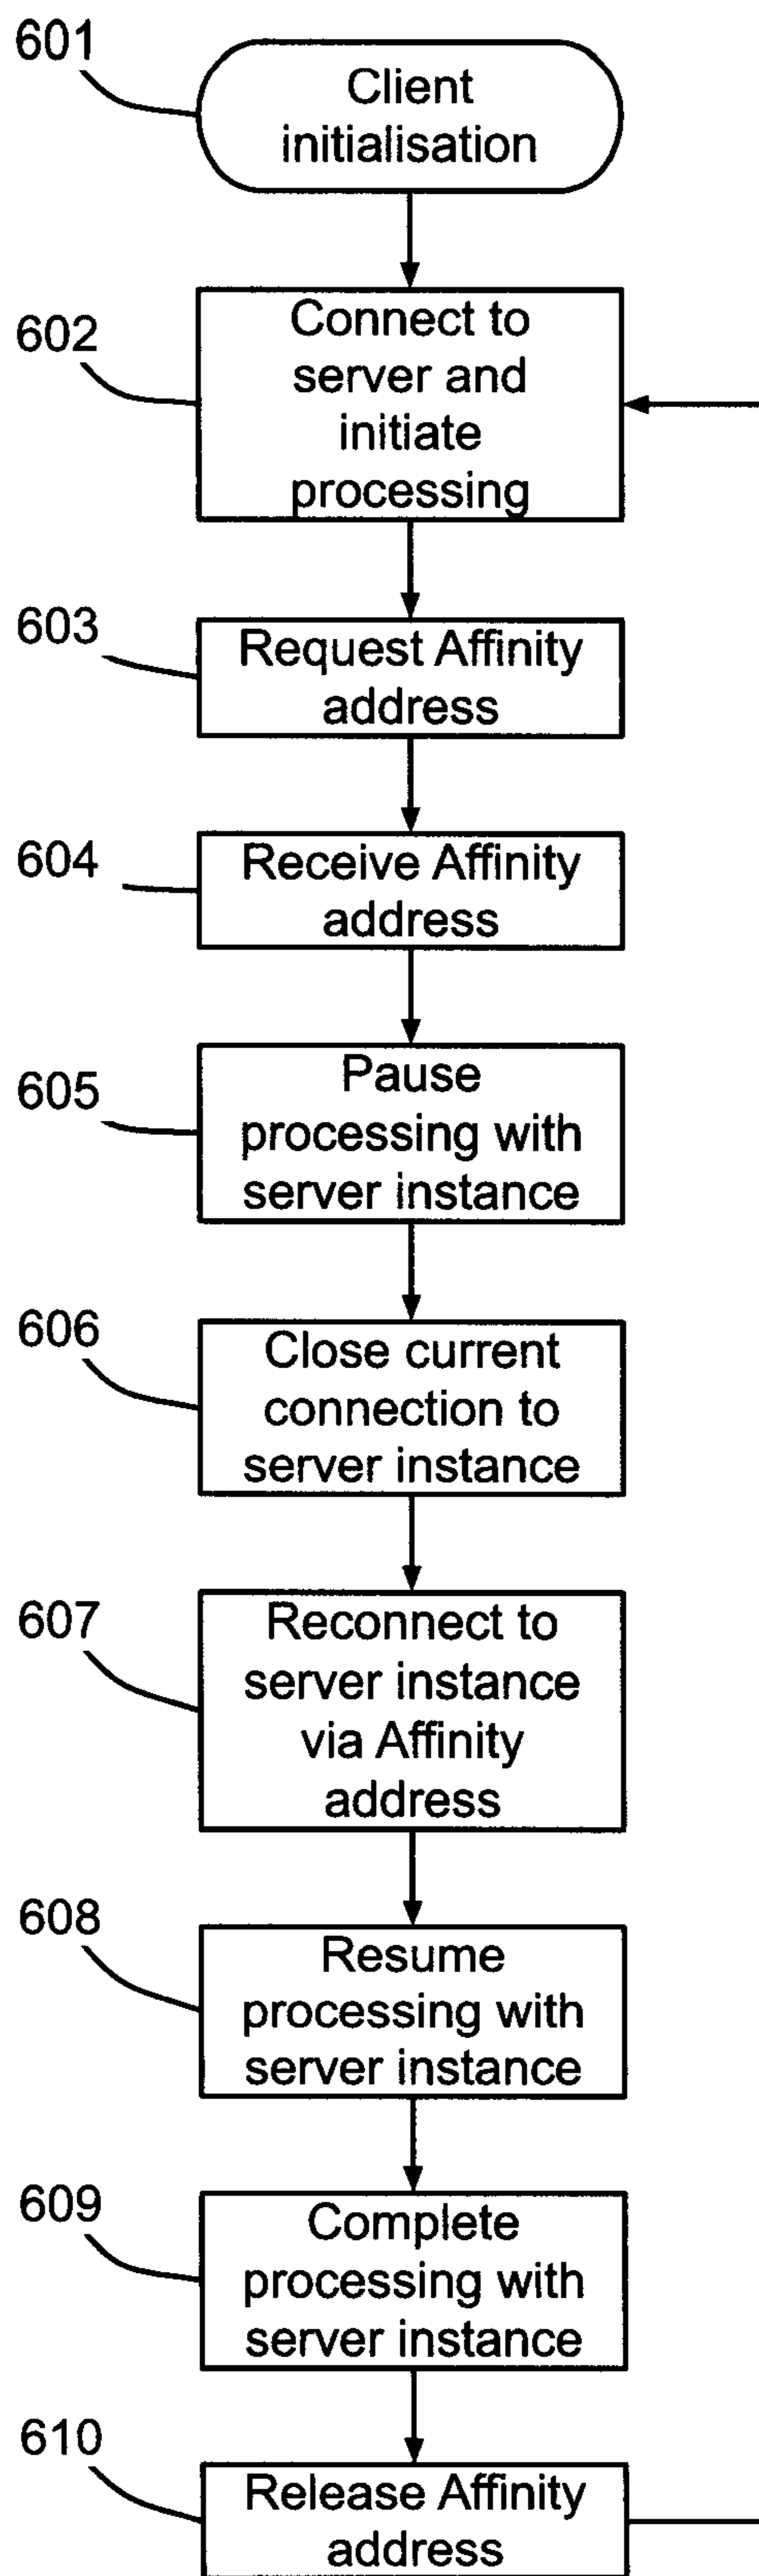 601
Client
initialisation
602
Connect to
server and
initiate
processing
603
Request Affinity
address
604
Receive Affinity
address
605
Pause
processing with
server instance
606
Close current
connection to
server instance
607
Reconnect to
server instance
via Affinity
address
608
Resume
processing with
server instance
609
Complete
processing with
server instance
610
Release Affinity
address